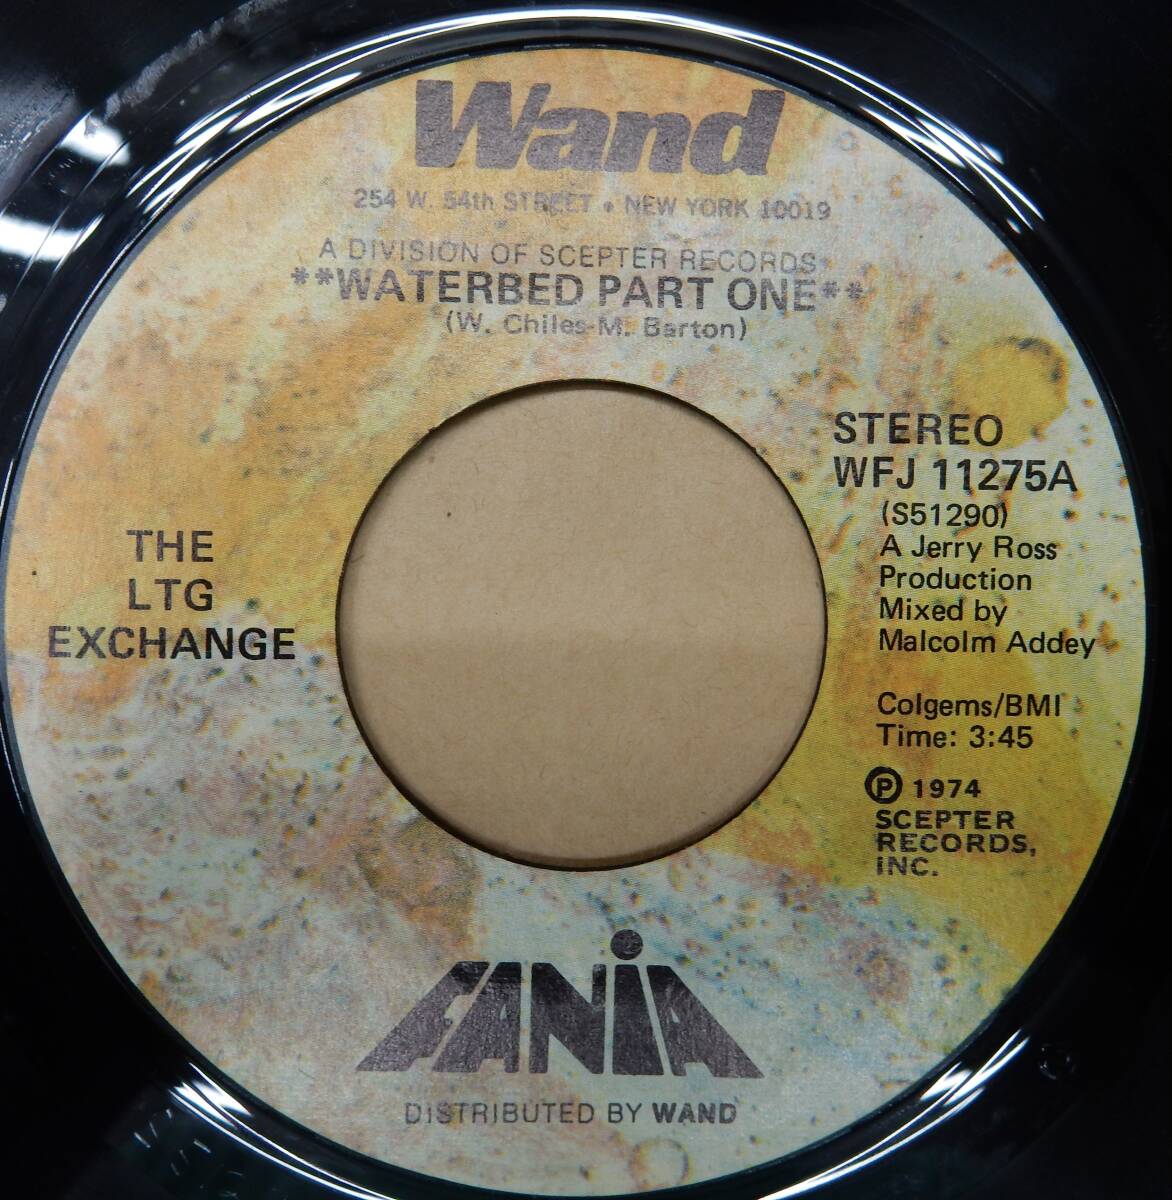 Wand
254 W. 54th STREET • NEW YORK 10019
A DIVISION OF SCEPTER RECORDS
**WATERBED PART ONE**
(W. Chiles-M. Barton)
THE
LTG
EXCHANGE
STEREO
WFJ 11275A
(S51290)
A Jerry Ross
Production
Mixed by
Malcolm Addey
Colgems/BMI
Time: 3:45
℗ 1974
SCEPTER
RECORDS,
INC.
FANiA
DISTRIBUTED BY WAND